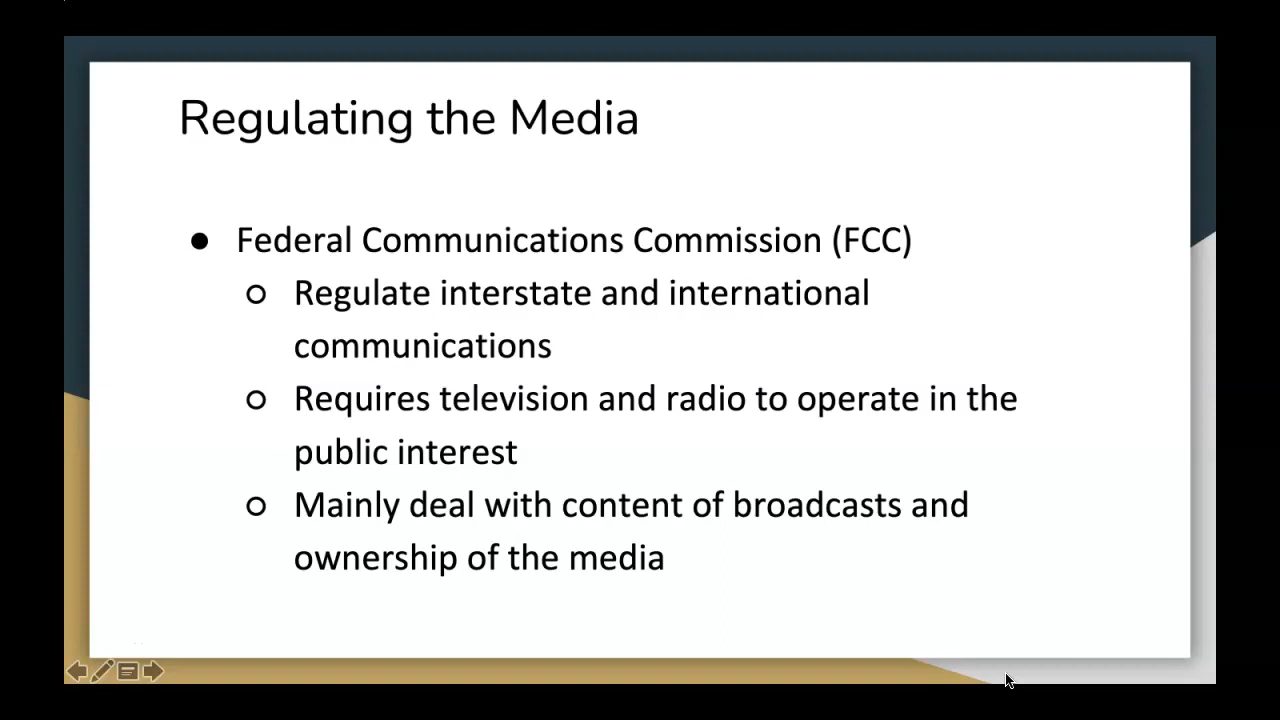 Regulating the Media
● Federal Communications Commission (FCC)
○ Regulate interstate and international
communications
○ Requires television and radio to operate in the
public interest
○ Mainly deal with content of broadcasts and
ownership of the media